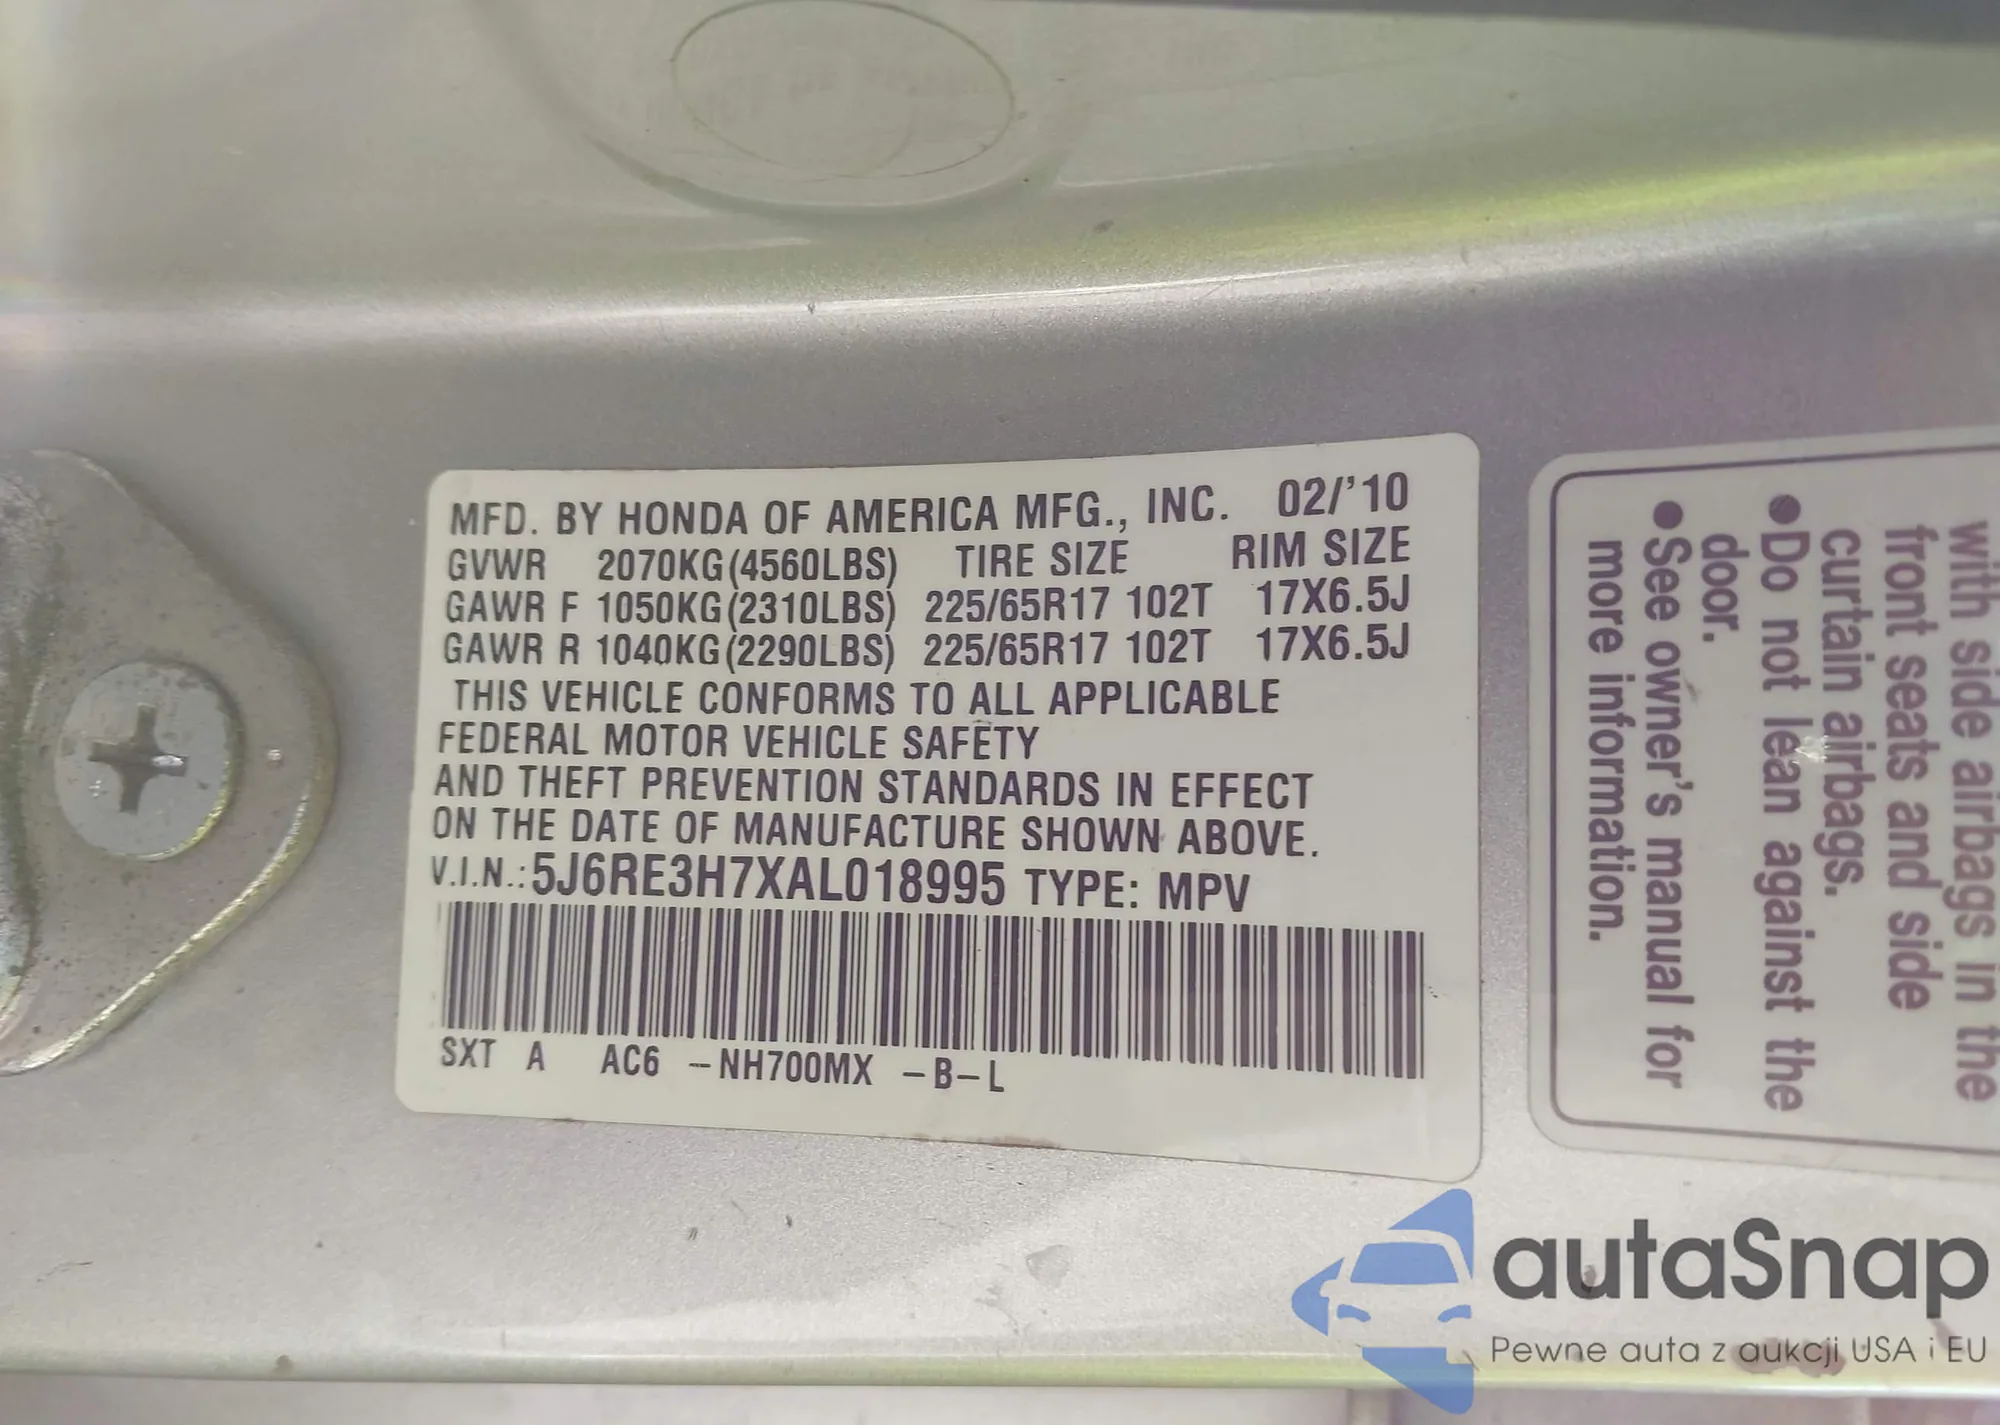 MFD. BY HONDA OF AMERICA MFG., INC. 02/'10
GVWR 2070KG(4560LBS) TIRE SIZE RIM SIZE
GAWR F 1050KG(2310LBS) 225/65R17 102T 17X6.5J
GAWR R 1040KG(2290LBS) 225/65R17 102T 17X6.5J
THIS VEHICLE CONFORMS TO ALL APPLICABLE
FEDERAL MOTOR VEHICLE SAFETY
AND THEFT PREVENTION STANDARDS IN EFFECT
ON THE DATE OF MANUFACTURE SHOWN ABOVE.
V.I.N.:5J6RE3H7XAL018995 TYPE: MPV
SXT A AC6 -NH700MX -B-L
with side airbags in the
front seats and side
curtain airbags.
●Do not lean against the
door.
●See owner's manual for
more information.
autaSnap
Pewne auta z aukcji USA i EU